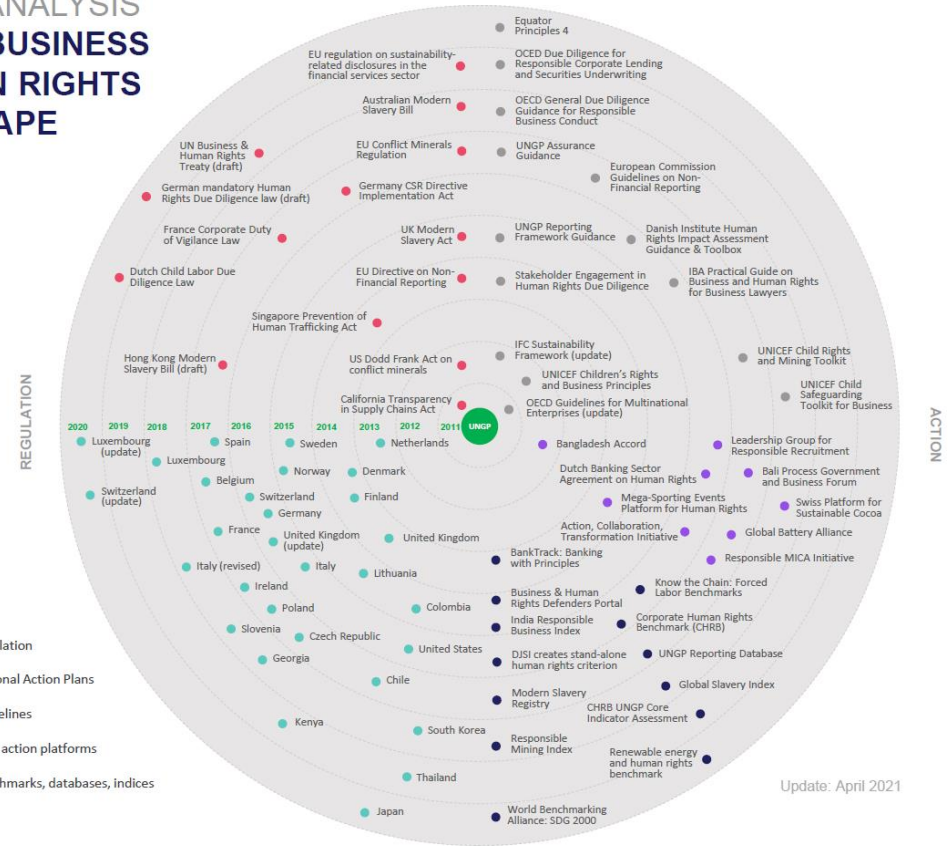 ANALYSIS
BUSINESS
N RIGHTS
APE
Equator
Principles 4
EU regulation on sustainability-
related disclosures in the
financial services sector
OCED Due Diligence for
Responsible Corporate Lending
and Securities Underwriting
Australian Modern
Slavery Bill
OECD General Due Diligence
Guidance for Responsible
Business Conduct
UN Business &
Human Rights
Treaty (draft)
EU Conflict Minerals
Regulation
UNGP Assurance
Guidance
European Commission
Guidelines on Non-
Financial Reporting
German mandatory Human
Rights Due Diligence law (draft)
Germany CSR Directive
Implementation Act
France Corporate Duty
of Vigilance Law
UK Modern
Slavery Act
UNGP Reporting
Framework Guidance
Danish Institute Human
Rights Impact Assessment
Guidance & Toolbox
Dutch Child Labor Due
Diligence Law
EU Directive on Non-
Financial Reporting
Stakeholder Engagement in
Human Rights Due Diligence
IBA Practical Guide on
Business and Human Rights
for Business Lawyers
Singapore Prevention of
Human Trafficking Act
Hong Kong Modern
Slavery Bill (draft)
US Dodd Frank Act on
conflict minerals
IFC Sustainability
Framework (update)
UNICEF Child Rights
and Mining Toolkit
UNICEF Children's Rights
and Business Principles
UNICEF Child
Safeguarding
Toolkit for Business
California Transparency
in Supply Chains Act
OECD Guidelines for Multinational
Enterprises (update)
REGULATION
ACTION
2020 2019 2018 2017 2016 2015 2014 2013 2012 2011 UNGP
Luxembourg
(update)
Spain
Sweden
Netherlands
Bangladesh Accord
Leadership Group for
Responsible Recruitment
Luxembourg
Belgium
Norway
Denmark
Dutch Banking Sector
Agreement on Human Rights
Bali Process Government
and Business Forum
Switzerland
(update)
Switzerland
Finland
Mega-Sporting Events
Platform for Human Rights
Swiss Platform for
Sustainable Cocoa
Germany
France
United Kingdom
(update)
United Kingdom
Action, Collaboration,
Transformation Initiative
Global Battery Alliance
BankTrack: Banking
with Principles
Responsible MICA Initiative
Italy (revised)
Italy
Lithuania
Ireland
Know the Chain: Forced
Labor Benchmarks
Poland
Colombia
Business & Human
Rights Defenders Portal
Slovenia
Czech Republic
India Responsible
Business Index
Corporate Human Rights
Benchmark (CHRB)
Georgia
United States
DJSI creates stand-alone
human rights criterion
UNGP Reporting Database
Chile
Modern Slavery
Registry
Global Slavery Index
Kenya
South Korea
CHRB UNGP Core
Indicator Assessment
Responsible
Mining Index
Renewable energy
and human rights
benchmark
Thailand
Japan
World Benchmarking
Alliance: SDG 2000
lation
onal Action Plans
elines
action platforms
hmarks, databases, indices
Update: April 2021